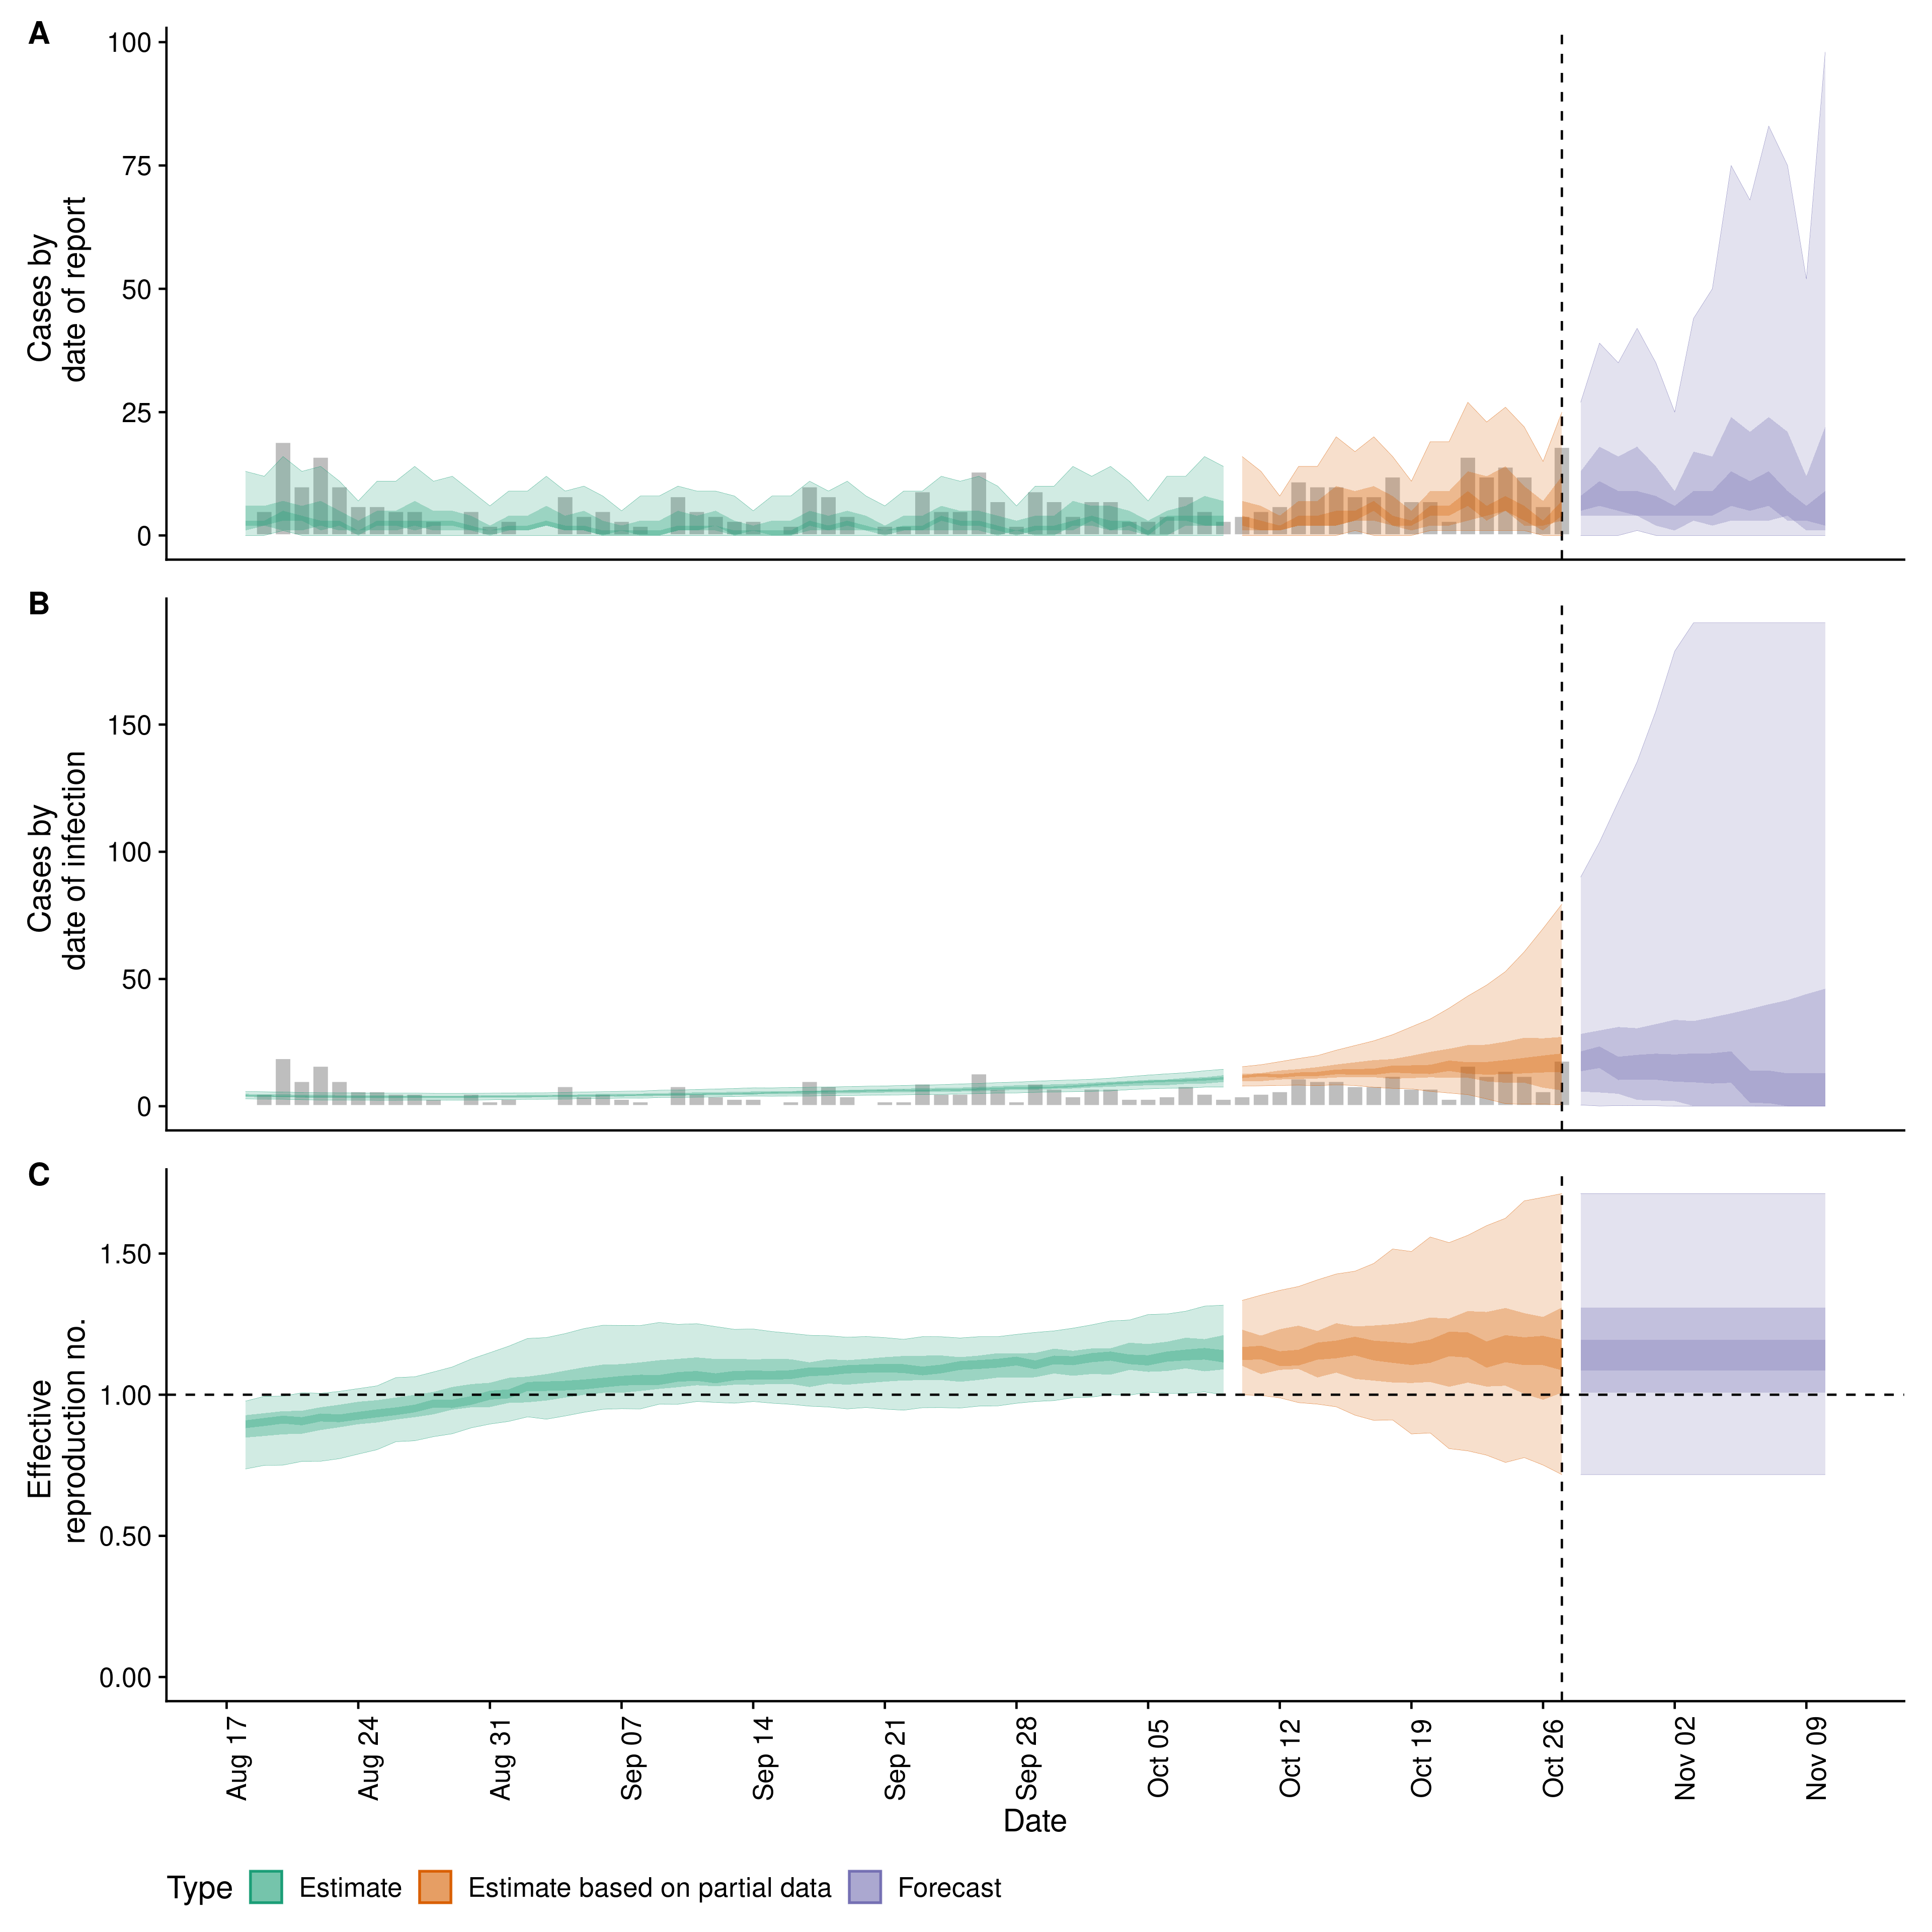 A
100
75
50
25
0
Cases by
date of report
B
150
100
50
0
Cases by
date of infection
C
1.50
1.00
0.50
0.00
Effective
reproduction no.
Aug 17
Aug 24
Aug 31
Sep 07
Sep 14
Sep 21
Sep 28
Oct 05
Oct 12
Oct 19
Oct 26
Nov 02
Nov 09
Date
Type Estimate Estimate based on partial data Forecast